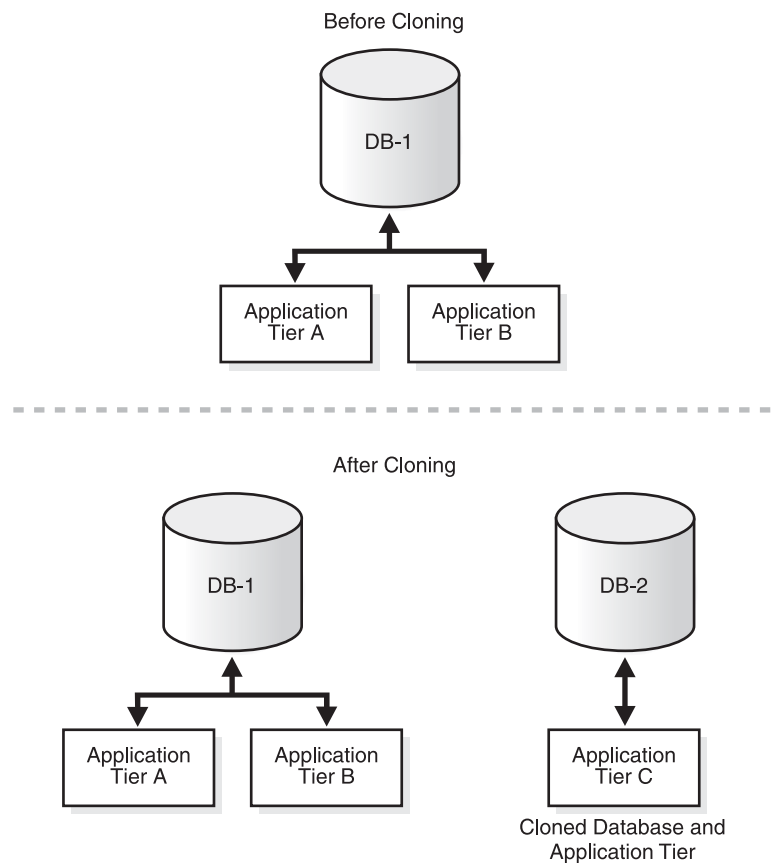 Before Cloning
DB-1
Application
Tier A
Application
Tier B
After Cloning
DB-1
DB-2
Application
Tier A
Application
Tier B
Application
Tier C
Cloned Database and
Application Tier